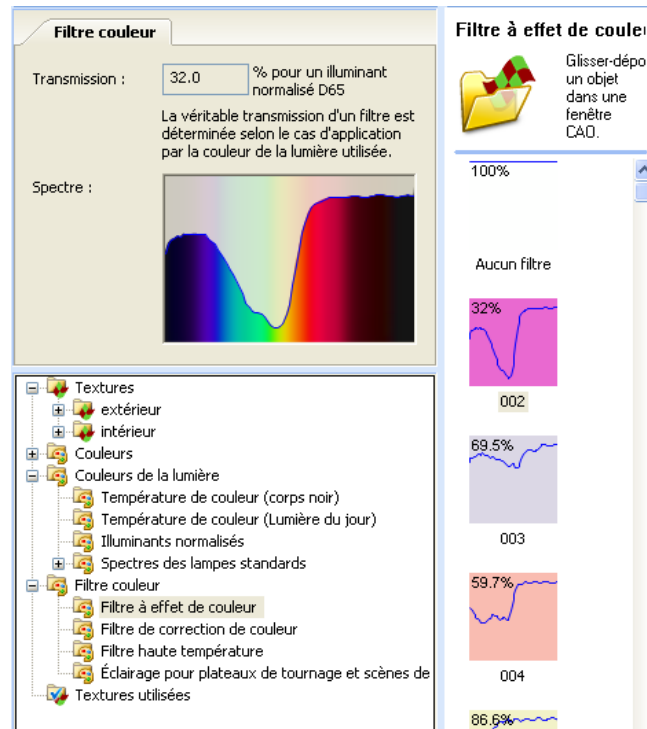 Filtre couleur
Transmission :
32.0
% pour un illuminant
normalisé D65
La véritable transmission d'un filtre est
déterminée selon le cas d'application
par la couleur de la lumière utilisée.
Spectre :
Textures
extérieur
intérieur
Couleurs
Couleurs de la lumière
Température de couleur (corps noir)
Température de couleur (Lumière du jour)
Illuminants normalisés
Spectres des lampes standards
Filtre couleur
Filtre à effet de couleur
Filtre de correction de couleur
Filtre haute température
Éclairage pour plateaux de tournage et scènes de
Textures utilisées
Filtre à effet de couleu
Glisser-dépo
un objet
dans une
fenêtre
CAO.
100%
Aucun filtre
32%
002
69.5%
003
59.7%
004
86.6%